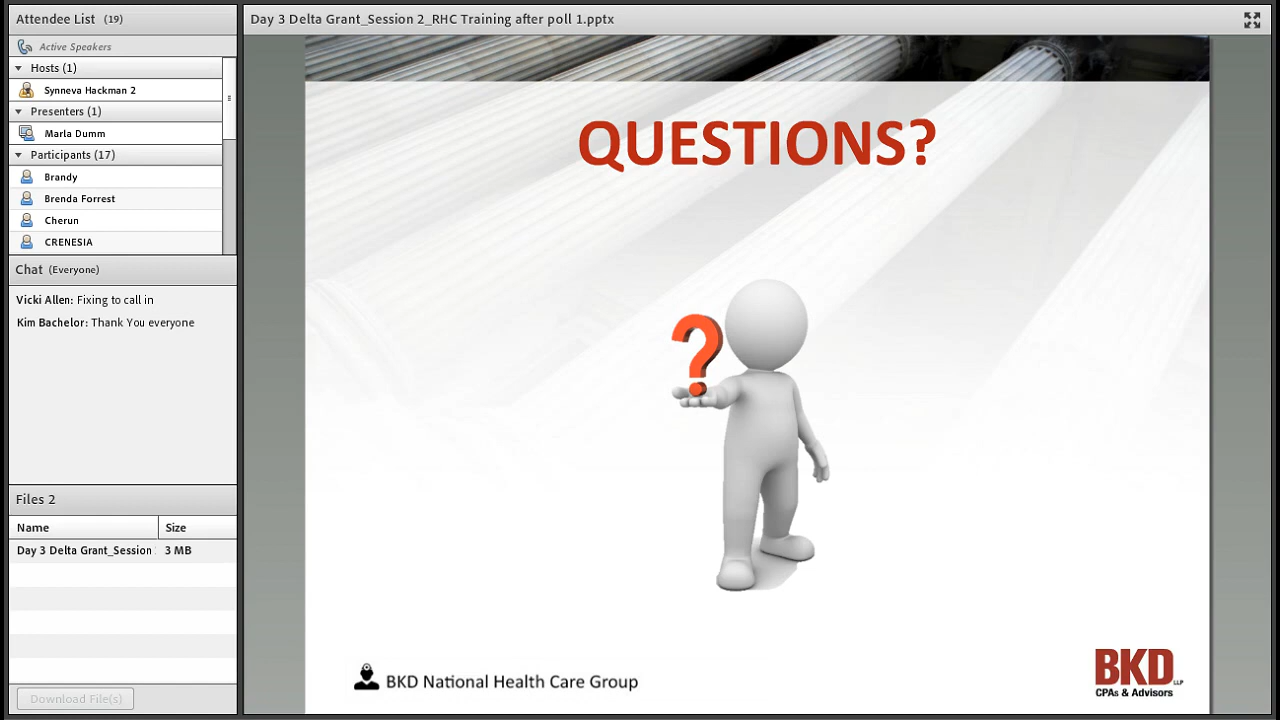 Attendee List (19)
Active Speakers
Hosts (1)
Synneva Hackman 2
Presenters (1)
Marla Dumm
Participants (17)
Brandy
Brenda Forrest
Cherun
CRENESIA
Chat (Everyone)
Vicki Allen: Fixing to call in
Kim Bachelor: Thank You everyone
Files 2
Name Size
Day 3 Delta Grant_Session 3 MB
Download File(s)
Day 3 Delta Grant_Session 2_RHC Training after poll 1.pptx
QUESTIONS?
?
BKD National Health Care Group
BKD LLP
CPAs & Advisors